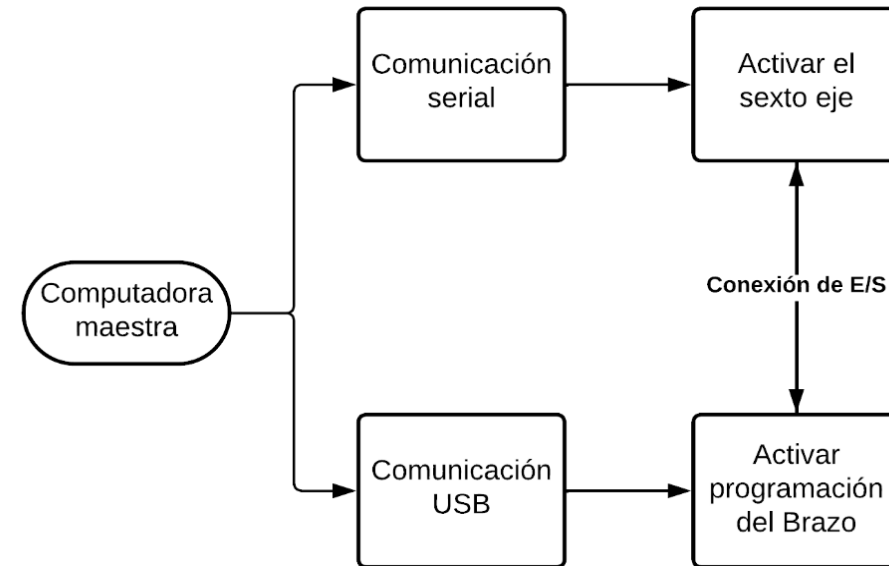 Comunicación
serial
Activar el
sexto eje
Computadora
maestra
Conexión de E/S
Comunicación
USB
Activar
programación
del Brazo